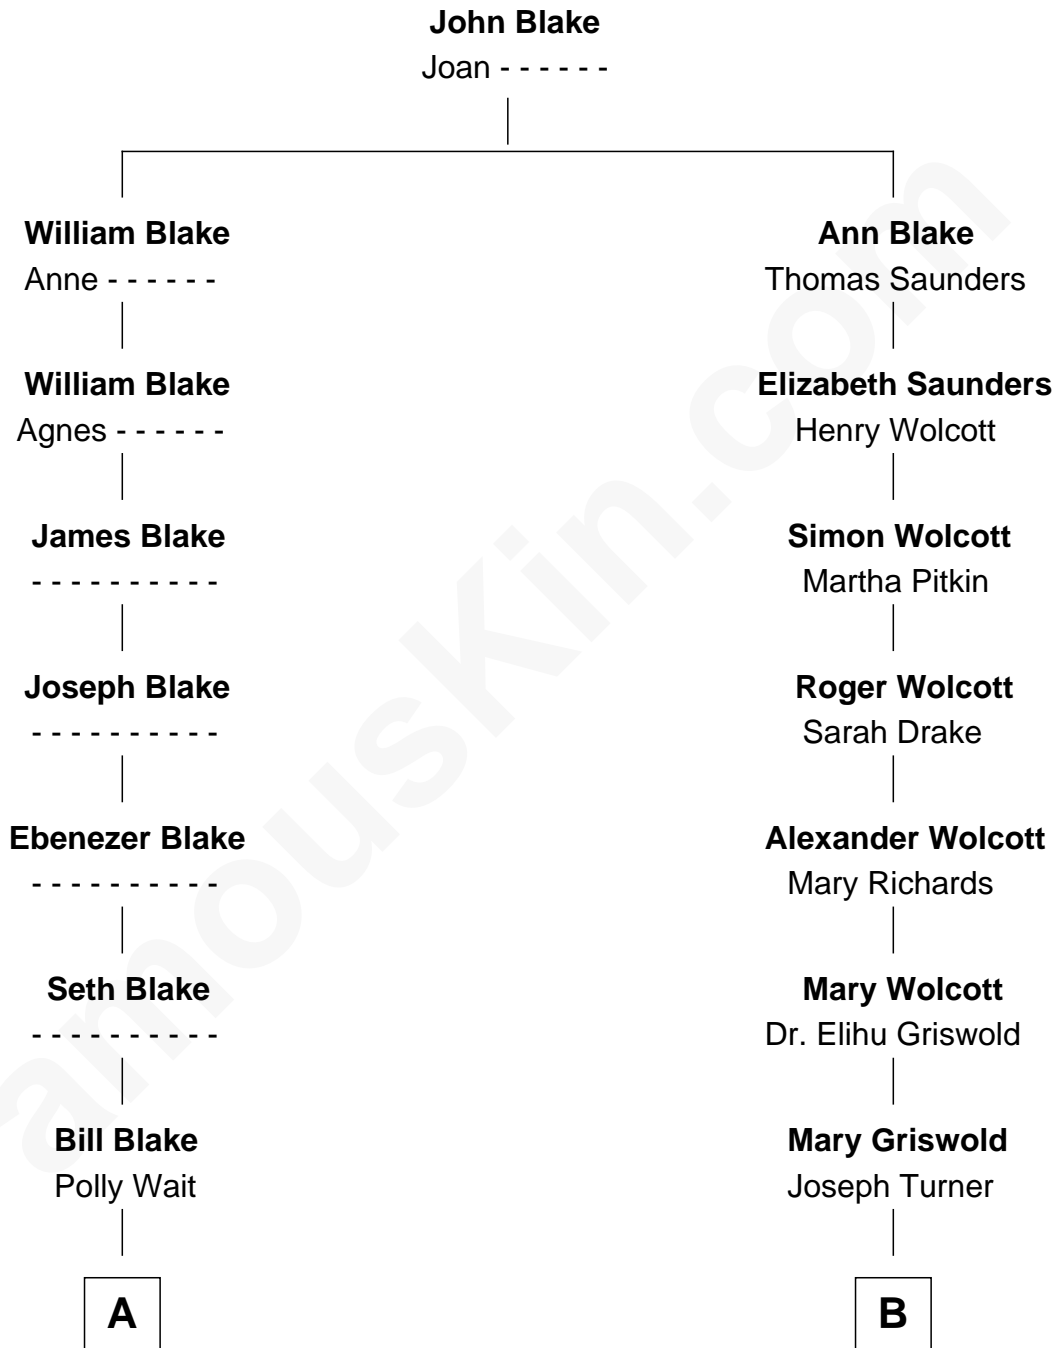 John Blake
Joan - - - - - -
William Blake
Anne - - - - - -
Ann Blake
Thomas Saunders
William Blake
Agnes - - - - - -
Elizabeth Saunders
Henry Wolcott
James Blake
- - - - - - - - - -
Simon Wolcott
Martha Pitkin
Joseph Blake
- - - - - - - - - -
Roger Wolcott
Sarah Drake
Ebenezer Blake
- - - - - - - - - -
Alexander Wolcott
Mary Richards
Seth Blake
- - - - - - - - - -
Mary Wolcott
Dr. Elihu Griswold
Bill Blake
Polly Wait
Mary Griswold
Joseph Turner
A
B
amousKin.com